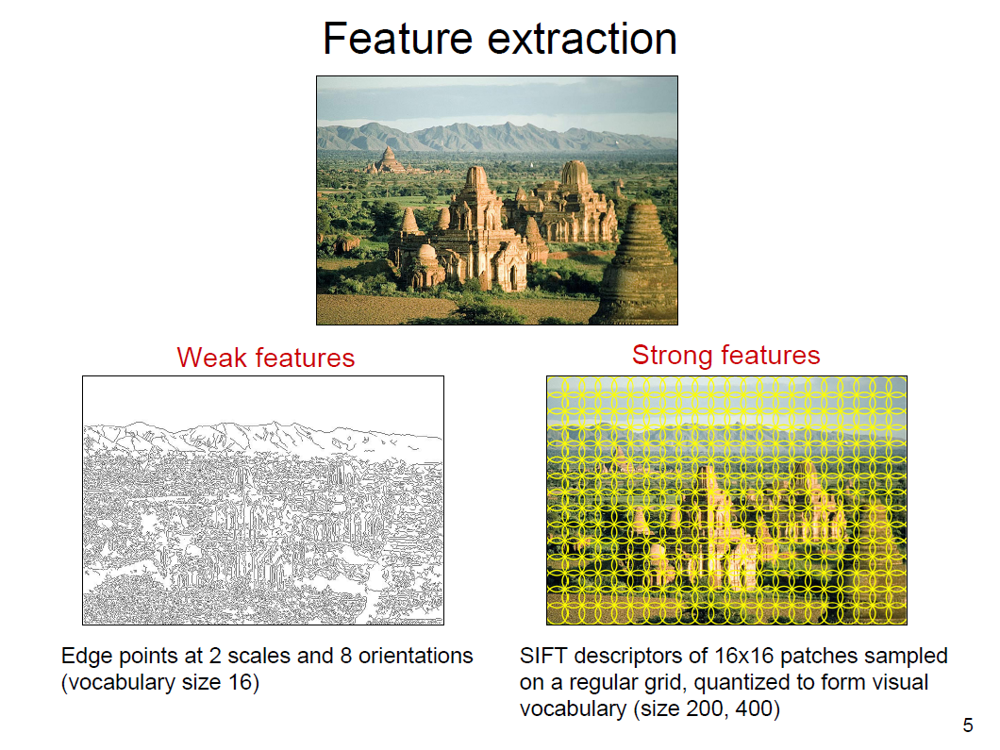 Feature extraction
Weak features
Strong features
Edge points at 2 scales and 8 orientations
(vocabulary size 16)
SIFT descriptors of 16x16 patches sampled
on a regular grid, quantized to form visual
vocabulary (size 200, 400)
5